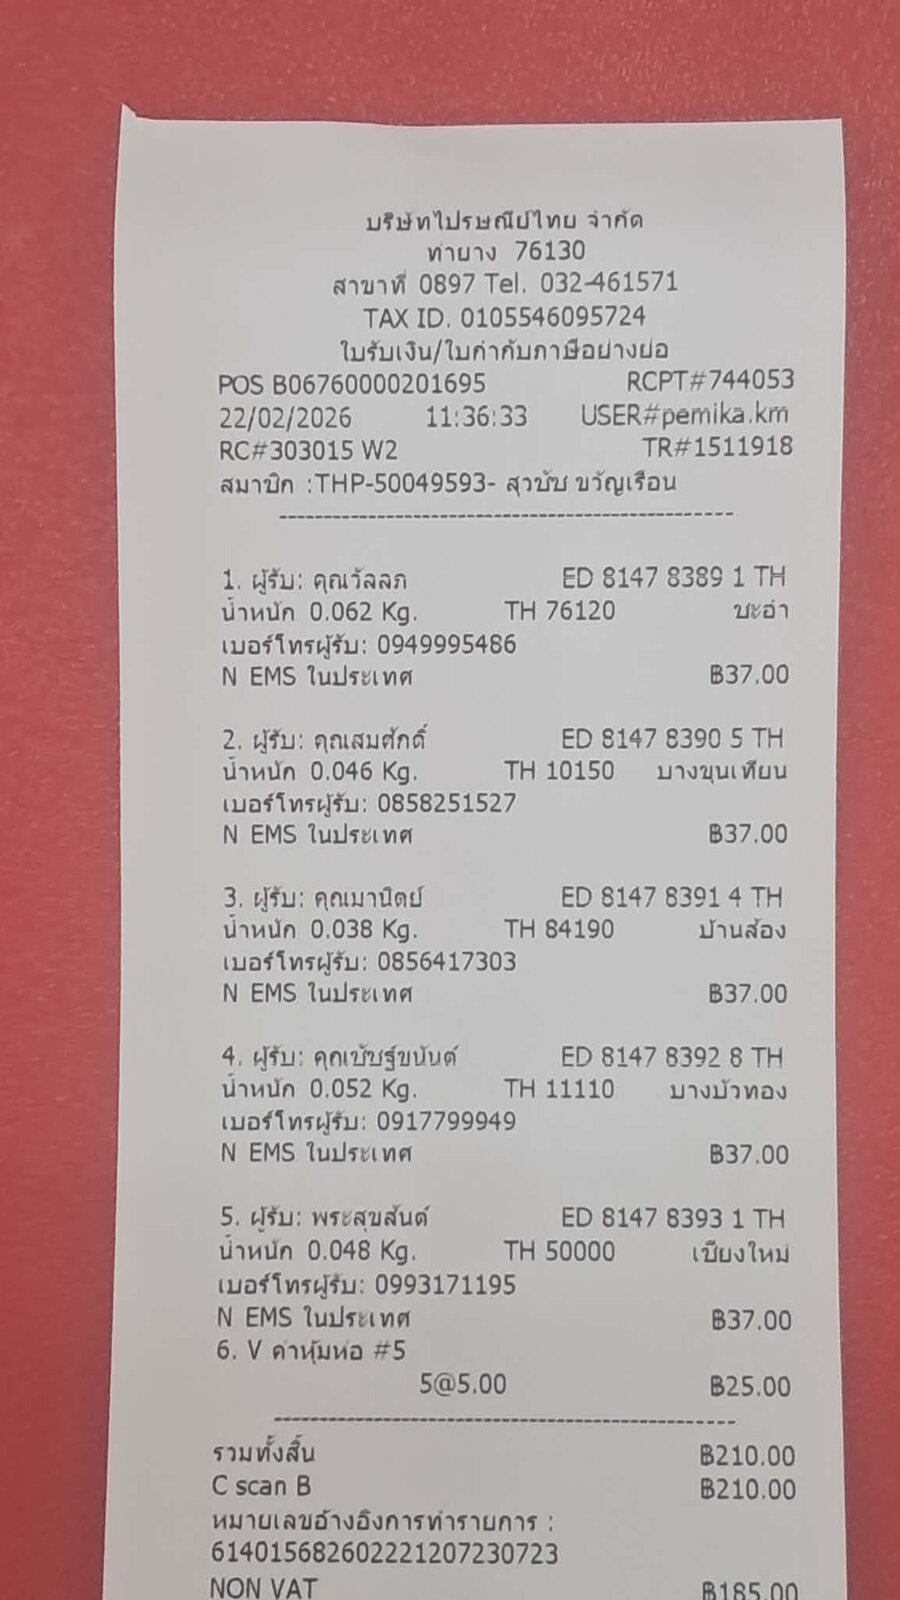 บริษัทไปรษณีย์ไทย จำกัด
ท่ายาง 76130
สาขาที่ 0897 Tel. 032-461571
TAX ID. 0105546095724
ใบรับเงิน/ใบกำกับภาษีอย่างย่อ
POS B06760000201695 RCPT#744053
22/02/2026 11:36:33 USER#pemika.km
RC#303015 W2 TR#1511918
สมาชิก :THP-50049593- สุวชัช ขวัญเรือน
1. ผู้รับ: คุณวัลลภ ED 8147 8389 1 TH
น้ำหนัก 0.062 Kg. TH 76120 ชะอำ
เบอร์โทรผู้รับ: 0949995486
N EMS ในประเทศ ฿37.00
2. ผู้รับ: คุณสมศักดิ์ ED 8147 8390 5 TH
น้ำหนัก 0.046 Kg. TH 10150 บางขุนเทียน
เบอร์โทรผู้รับ: 0858251527
N EMS ในประเทศ ฿37.00
3. ผู้รับ: คุณมานิตย์ ED 8147 8391 4 TH
น้ำหนัก 0.038 Kg. TH 84190 บ้านส้อง
เบอร์โทรผู้รับ: 0856417303
N EMS ในประเทศ ฿37.00
4. ผู้รับ: คุณชัชฐ์ขนันต์ ED 8147 8392 8 TH
น้ำหนัก 0.052 Kg. TH 11110 บางบัวทอง
เบอร์โทรผู้รับ: 0917799949
N EMS ในประเทศ ฿37.00
5. ผู้รับ: พระสุขสันต์ ED 8147 8393 1 TH
น้ำหนัก 0.048 Kg. TH 50000 เชียงใหม่
เบอร์โทรผู้รับ: 0993171195
N EMS ในประเทศ ฿37.00
6. V ค่าหุ้มห่อ #5
5@5.00 ฿25.00
รวมทั้งสิ้น ฿210.00
C scan B ฿210.00
หมายเลขอ้างอิงการทำรายการ :
6140156826022221207230723
NON VAT ฿185.00